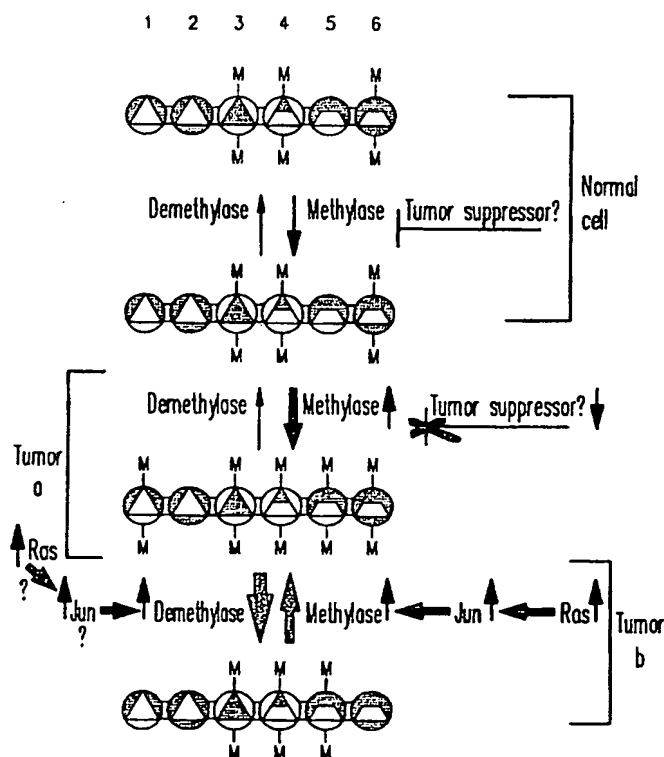 1 2 3 4 5 6
M M M
M M M
Demethylase Methylase Tumor suppressor?
Normal
cell
M M M
M M M
Demethylase Methylase Tumor suppressor?
Tumor
a
M M M M M
M M M M M
Ras
?
Jun Demethylase Methylase Jun Ras
?
Tumor
b
M M M
M M M